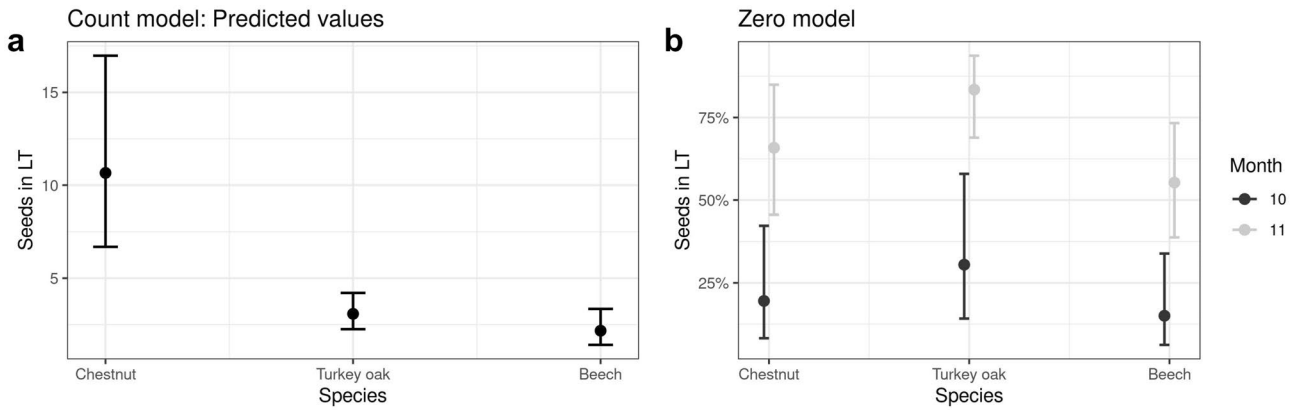 a
Count model: Predicted values
Seeds in LT
15
10
5
Chestnut
Turkey oak
Beech
Species
b
Zero model
Seeds in LT
75%
50%
25%
Chestnut
Turkey oak
Beech
Species
Month
10
11